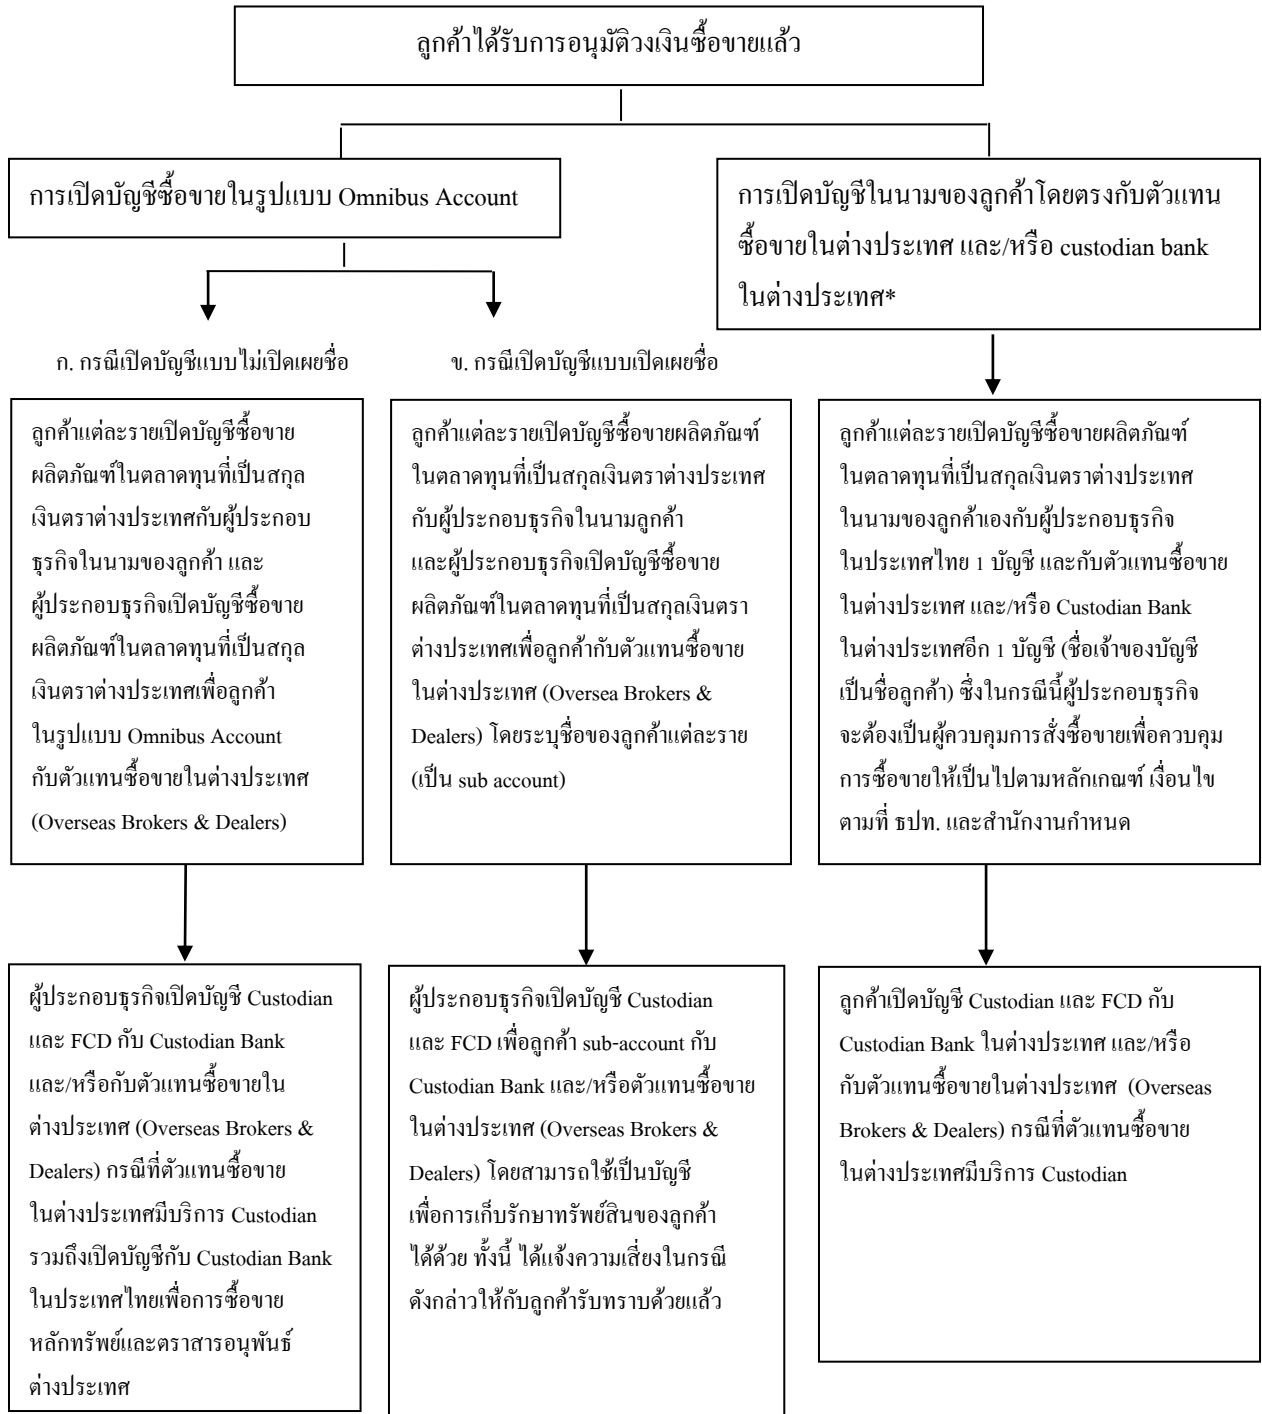 ลูกค้าได้รับการอนุมัติวงเงินซื้อขายแล้ว
การเปิดบัญชีซื้อขายในรูปแบบ Omnibus Account
การเปิดบัญชีในนามของลูกค้าโดยตรงกับตัวแทน
ซื้อขายในต่างประเทศ และ/หรือ custodian bank
ในต่างประเทศ*
ก. กรณีเปิดบัญชีแบบไม่เปิดเผยชื่อ
ข. กรณีเปิดบัญชีแบบเปิดเผยชื่อ
ลูกค้าแต่ละรายเปิดบัญชีซื้อขาย
ผลิตภัณฑ์ในตลาดทุนที่เป็นสกุล
เงินตราต่างประเทศกับผู้ประกอบ
ธุรกิจในนามของลูกค้า และ
ผู้ประกอบธุรกิจเปิดบัญชีซื้อขาย
ผลิตภัณฑ์ในตลาดทุนที่เป็นสกุล
เงินตราต่างประเทศเพื่อลูกค้า
ในรูปแบบ Omnibus Account
กับตัวแทนซื้อขายในต่างประเทศ
(Overseas Brokers & Dealers)
ลูกค้าแต่ละรายเปิดบัญชีซื้อขายผลิตภัณฑ์
ในตลาดทุนที่เป็นสกุลเงินตราต่างประเทศ
กับผู้ประกอบธุรกิจในนามลูกค้า
และผู้ประกอบธุรกิจเปิดบัญชีซื้อขาย
ผลิตภัณฑ์ในตลาดทุนที่เป็นสกุลเงินตรา
ต่างประเทศเพื่อลูกค้ากับตัวแทนซื้อขาย
ในต่างประเทศ (Oversea Brokers &
Dealers) โดยระบุชื่อของลูกค้าแต่ละราย
(เป็น sub account)
ลูกค้าแต่ละรายเปิดบัญชีซื้อขายผลิตภัณฑ์
ในตลาดทุนที่เป็นสกุลเงินตราต่างประเทศ
ในนามของลูกค้าเองกับผู้ประกอบธุรกิจ
ในประเทศไทย 1 บัญชี และกับตัวแทนซื้อขาย
ในต่างประเทศ และ/หรือ Custodian Bank
ในต่างประเทศอีก 1 บัญชี (ชื่อเจ้าของบัญชี
เป็นชื่อลูกค้า) ซึ่งในกรณีนี้ผู้ประกอบธุรกิจ
จะต้องเป็นผู้ควบคุมการสั่งซื้อขายเพื่อควบคุม
การซื้อขายให้เป็นไปตามหลักเกณฑ์ เงื่อนไข
ตามที่ ธปท. และสำนักงานกำหนด
ผู้ประกอบธุรกิจเปิดบัญชี Custodian
และ FCD กับ Custodian Bank
และ/หรือกับตัวแทนซื้อขายใน
ต่างประเทศ (Overseas Brokers &
Dealers) กรณีที่ตัวแทนซื้อขาย
ในต่างประเทศมีบริการ Custodian
รวมถึงเปิดบัญชีกับ Custodian Bank
ในประเทศไทยเพื่อการซื้อขาย
หลักทรัพย์และตราสารอนุพันธ์
ต่างประเทศ
ผู้ประกอบธุรกิจเปิดบัญชี Custodian
และ FCD เพื่อลูกค้า sub-account กับ
Custodian Bank และ/หรือตัวแทนซื้อขาย
ในต่างประเทศ (Overseas Brokers &
Dealers) โดยสามารถใช้เป็นบัญชี
เพื่อการเก็บรักษาทรัพย์สินของลูกค้า
ได้ด้วย ทั้งนี้ ได้แจ้งความเสี่ยงในกรณี
ดังกล่าวให้กับลูกค้ารับทราบด้วยแล้ว
ลูกค้าเปิดบัญชี Custodian และ FCD กับ
Custodian Bank ในต่างประเทศ และ/หรือ
กับตัวแทนซื้อขายในต่างประเทศ (Overseas
Brokers & Dealers) กรณีที่ตัวแทนซื้อขาย
ในต่างประเทศมีบริการ Custodian